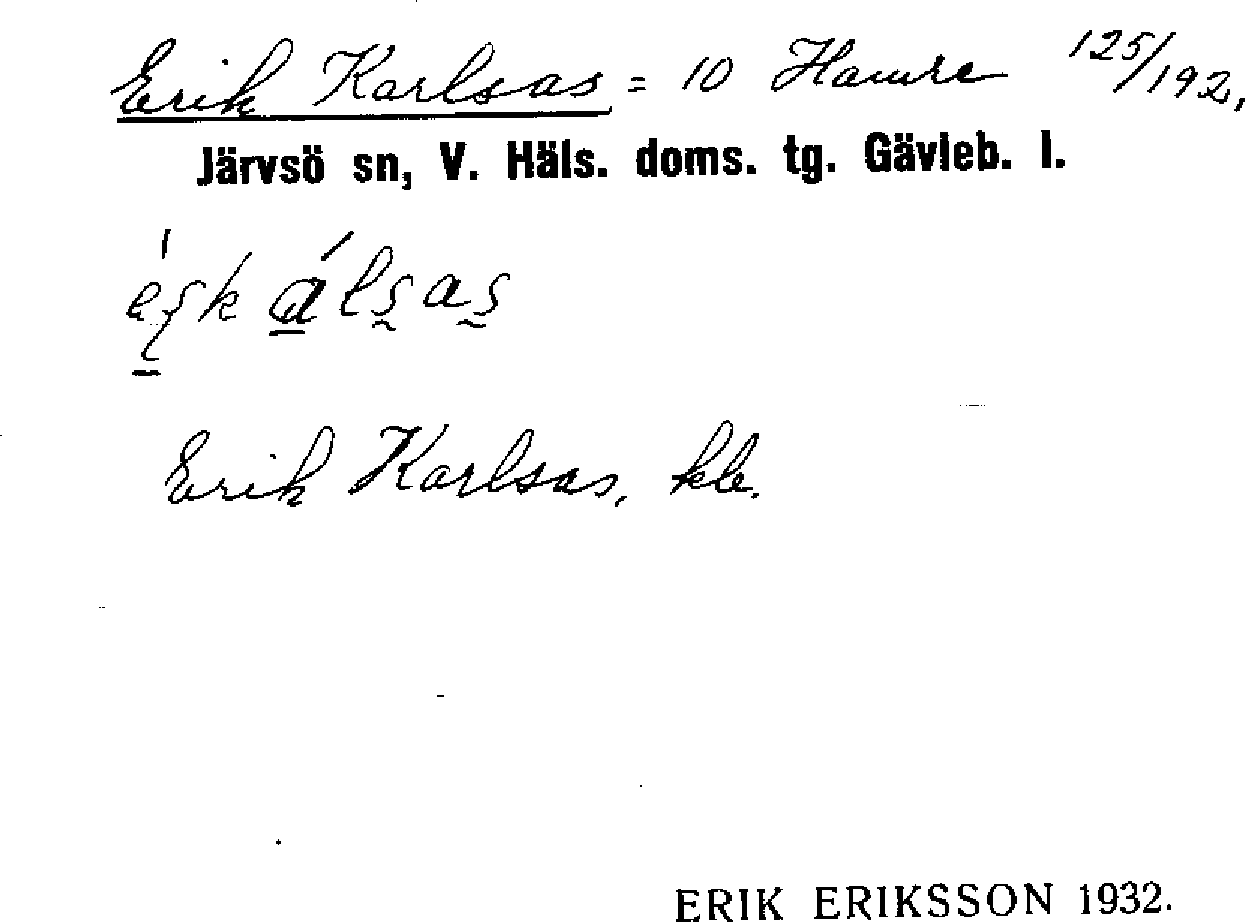 Erik Karlsas = 10 Hamre 125/192,
Järvsö sn, V. Häls. doms. tg. Gävleb. l.
Erik Karlsas, kb.
ERIK ERIKSSON 1932.